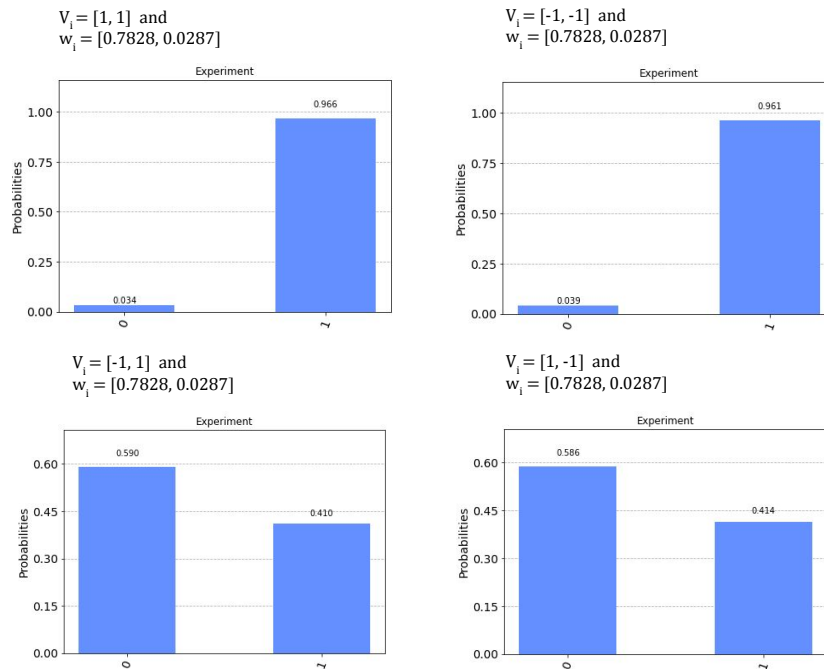 V_i = [1, 1] and
w_i = [0.7828, 0.0287]
Experiment
Probabilities
1.00
0.75
0.50
0.25
0.00
0.034
0.966
0
1
V_i = [-1, -1] and
w_i = [0.7828, 0.0287]
Experiment
Probabilities
1.00
0.75
0.50
0.25
0.00
0.039
0.961
0
1
V_i = [-1, 1] and
w_i = [0.7828, 0.0287]
Experiment
Probabilities
0.60
0.45
0.30
0.15
0.00
0.590
0.410
0
1
V_i = [1, -1] and
w_i = [0.7828, 0.0287]
Experiment
Probabilities
0.60
0.45
0.30
0.15
0.00
0.586
0.414
0
1